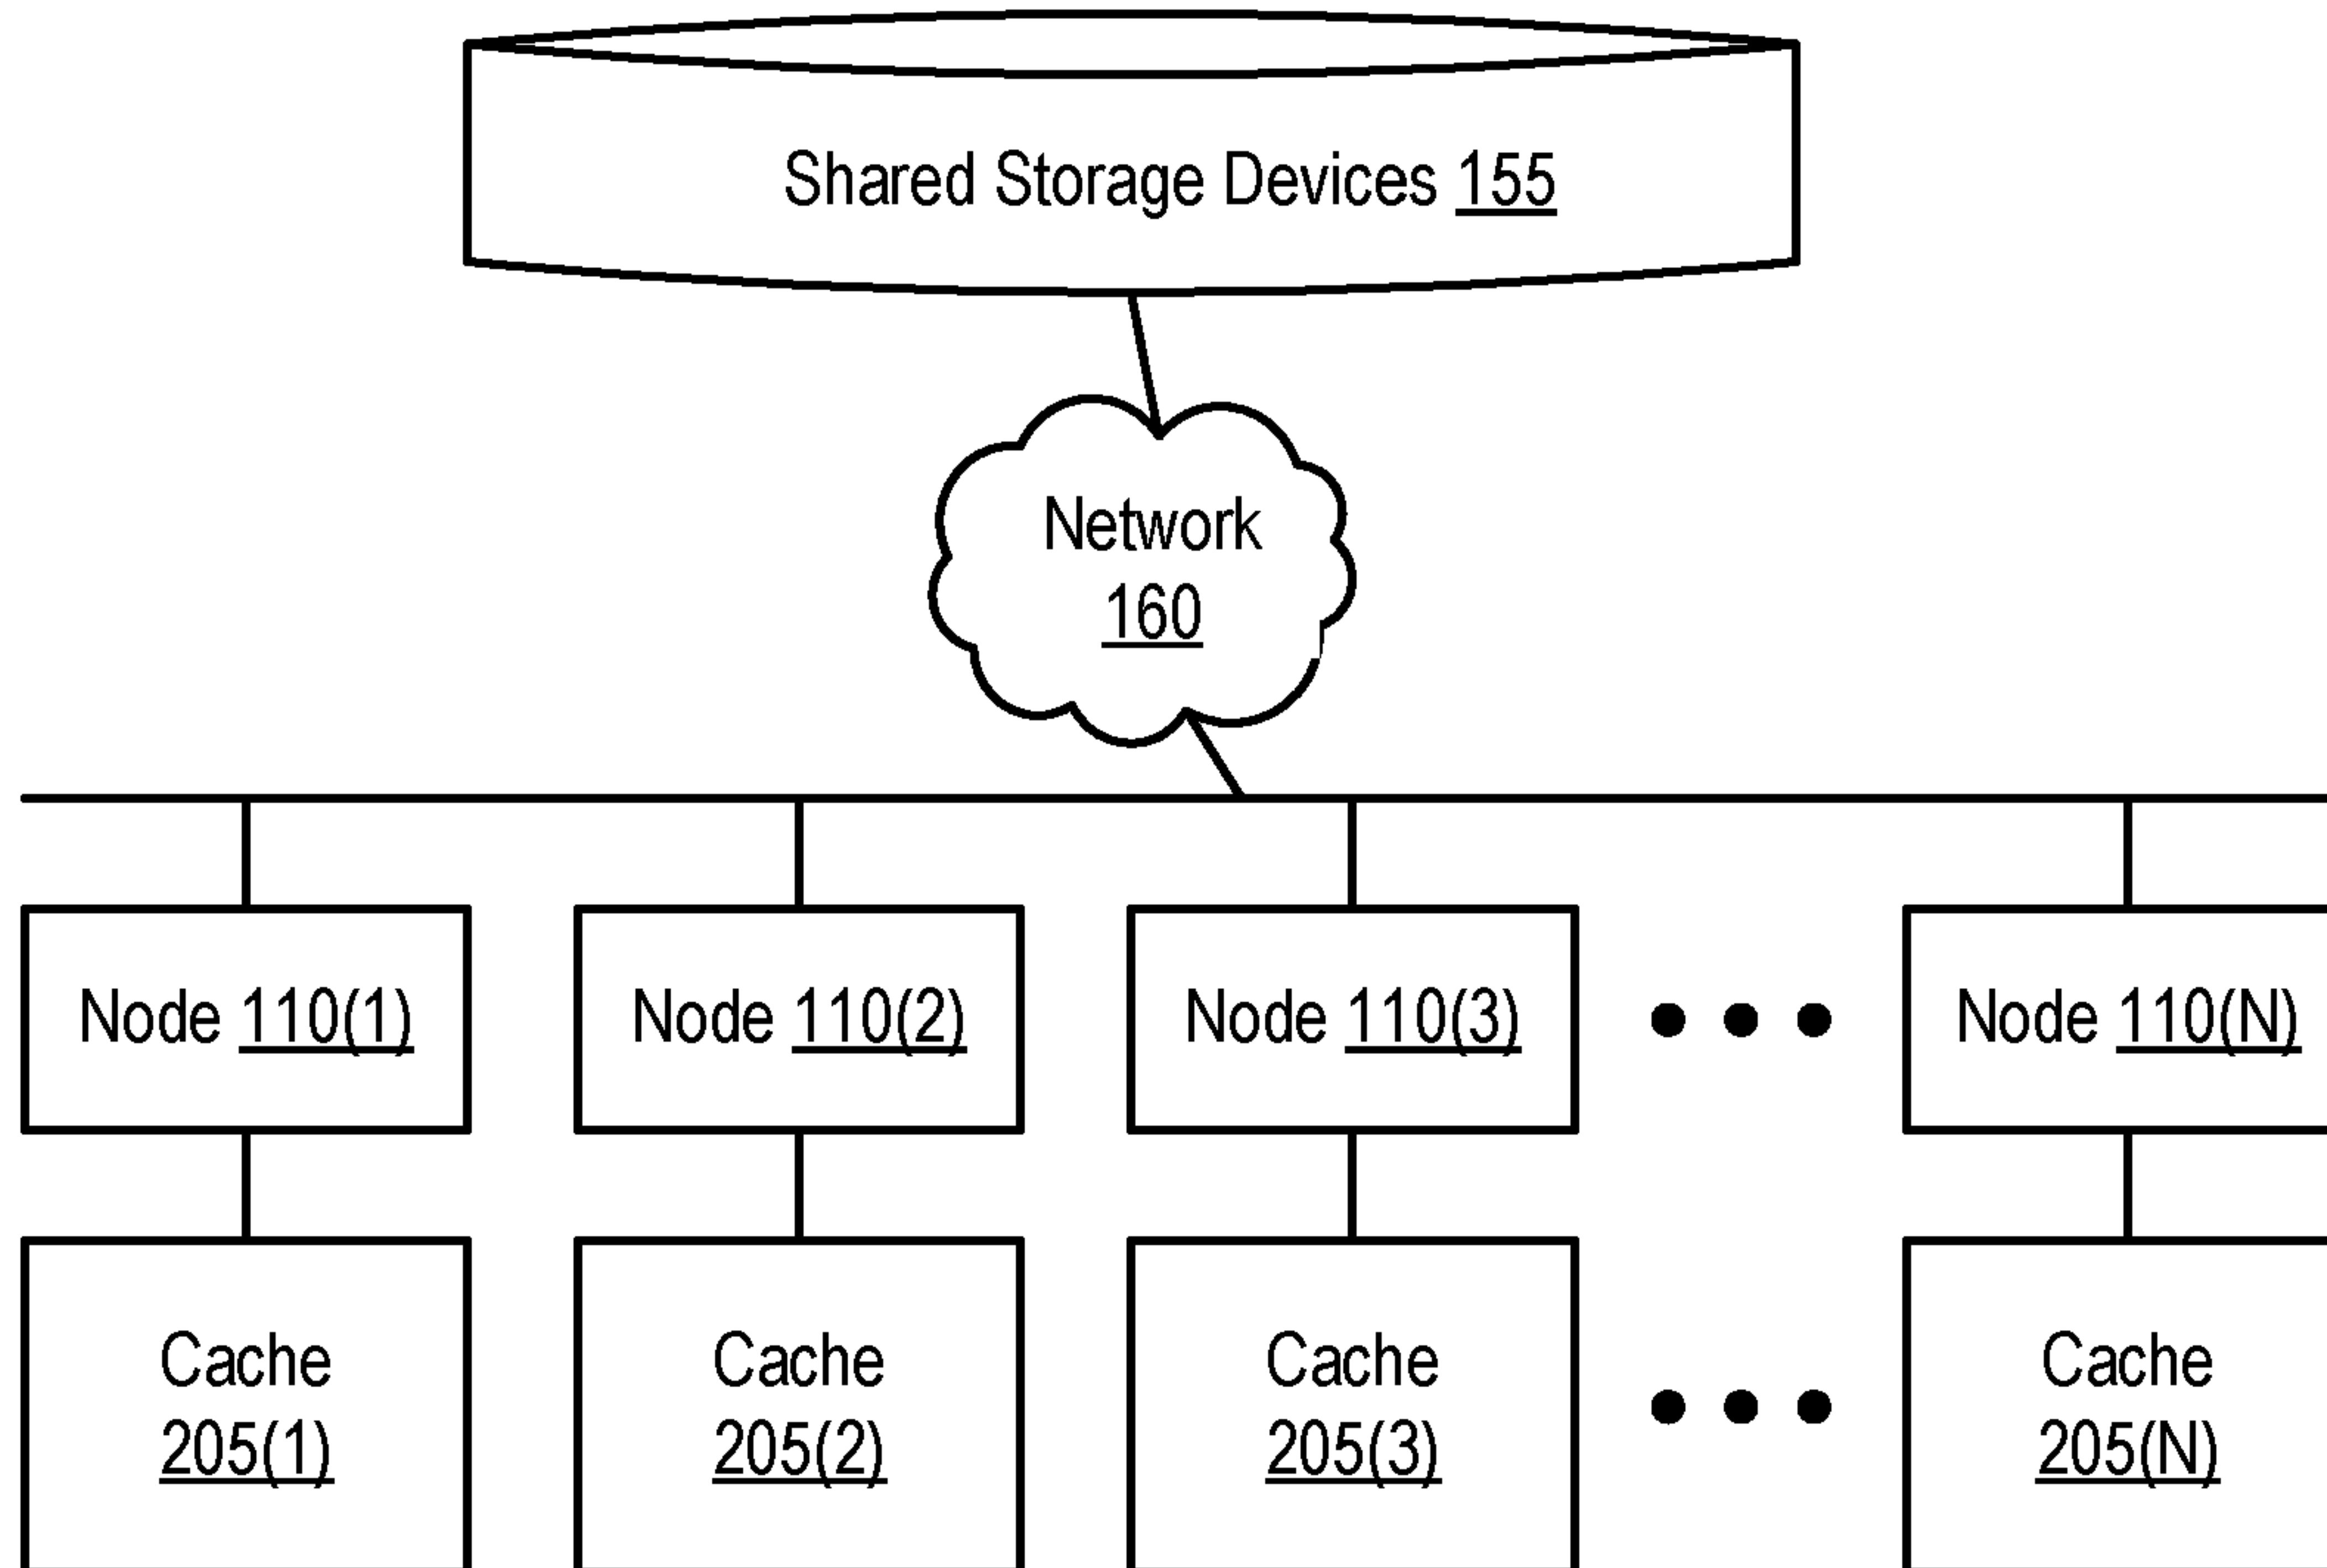 Shared Storage Devices 155
Network
160
Node 110(1)
Node 110(2)
Node 110(3)
Node 110(N)
Cache
205(1)
Cache
205(2)
Cache
205(3)
Cache
205(N)